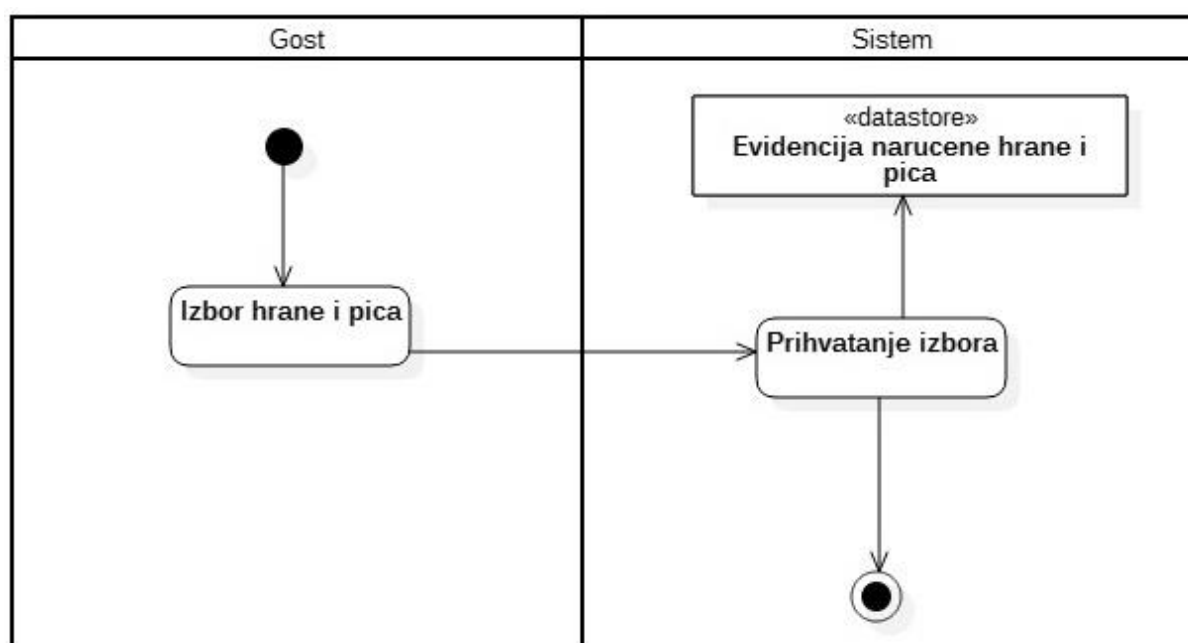 Gost
Sistem
«datastore»
Evidencija narucene hrane i
pica
Izbor hrane i pica
Prihvatanje izbora